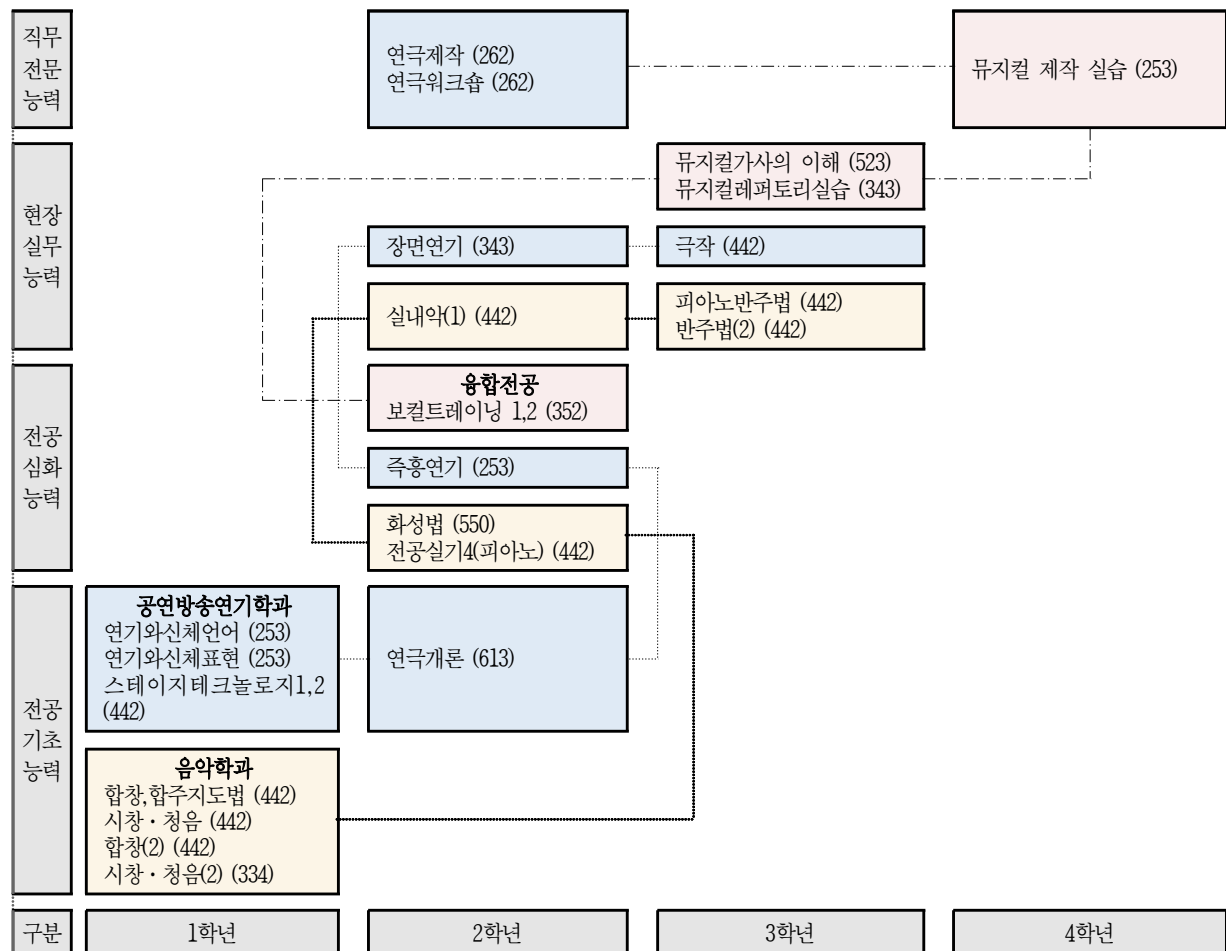 직무
전문
능력
연극제작 (262)
연극워크숍 (262)
뮤지컬 제작 실습 (253)
현장
실무
능력
뮤지컬가사의 이해 (523)
뮤지컬레퍼토리실습 (343)
장면연기 (343)
극작 (442)
실내악(1) (442)
피아노반주법 (442)
반주법(2) (442)
전공
심화
능력
융합전공
보컬트레이닝 1,2 (352)
즉흥연기 (253)
화성법 (550)
전공실기4(피아노) (442)
전공
기초
능력
공연방송연기학과
연기와신체언어 (253)
연기와신체표현 (253)
스테이지테크놀로지1,2
(442)
연극개론 (613)
음악학과
합창,합주지도법 (442)
시창・청음 (442)
합창(2) (442)
시창・청음(2) (334)
구분
1학년
2학년
3학년
4학년